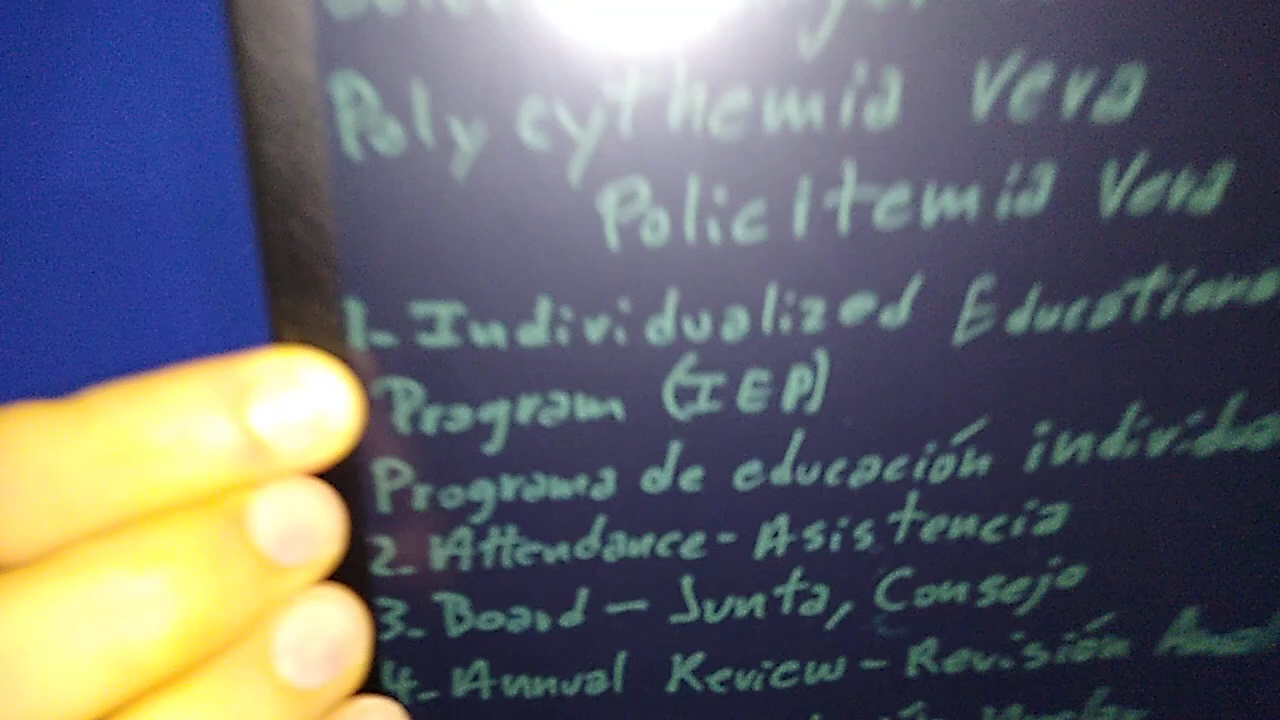 Polycythemia Vera
Policitemia Vera
1- Individualized
Program (IEP)
Programa de educación
2- Attendance - Asistencia
3- Board - Junta, Consejo
4- Annual Review - Revisión